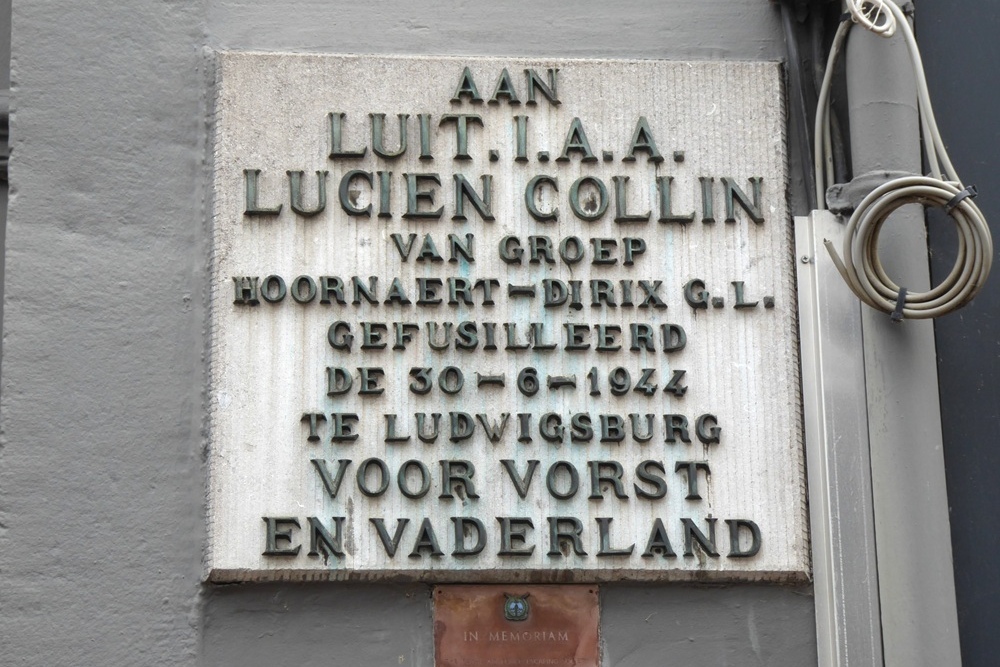 AAN
LUIT. I. A. A.
LUCIEN COLLIN
VAN GROEP
HOORNAERT-DIRIX G.L.
GEFUSILLEERD
DE 30-6-1944
TE LUDWIGSBURG
VOOR VORST
EN VADERLAND
IN MEMORIAM